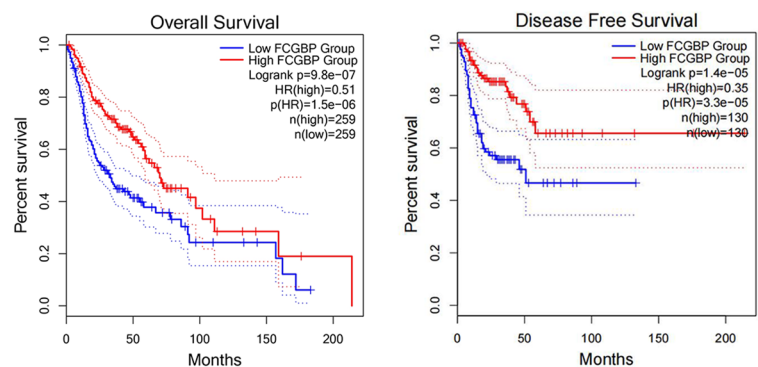 Overall Survival
Low FCGBP Group
High FCGBP Group
Logrank p=9.8e-07
HR(high)=0.51
p(HR)=1.5e-06
n(high)=259
n(low)=259
Percent survival
0.0
0.2
0.4
0.6
0.8
1.0
0
50
100
150
200
Months
Disease Free Survival
Low FCGBP Group
High FCGBP Group
Logrank p=1.4e-05
HR(high)=0.35
p(HR)=3.3e-05
n(high)=130
n(low)=130
Percent survival
0.0
0.2
0.4
0.6
0.8
1.0
0
50
100
150
200
Months